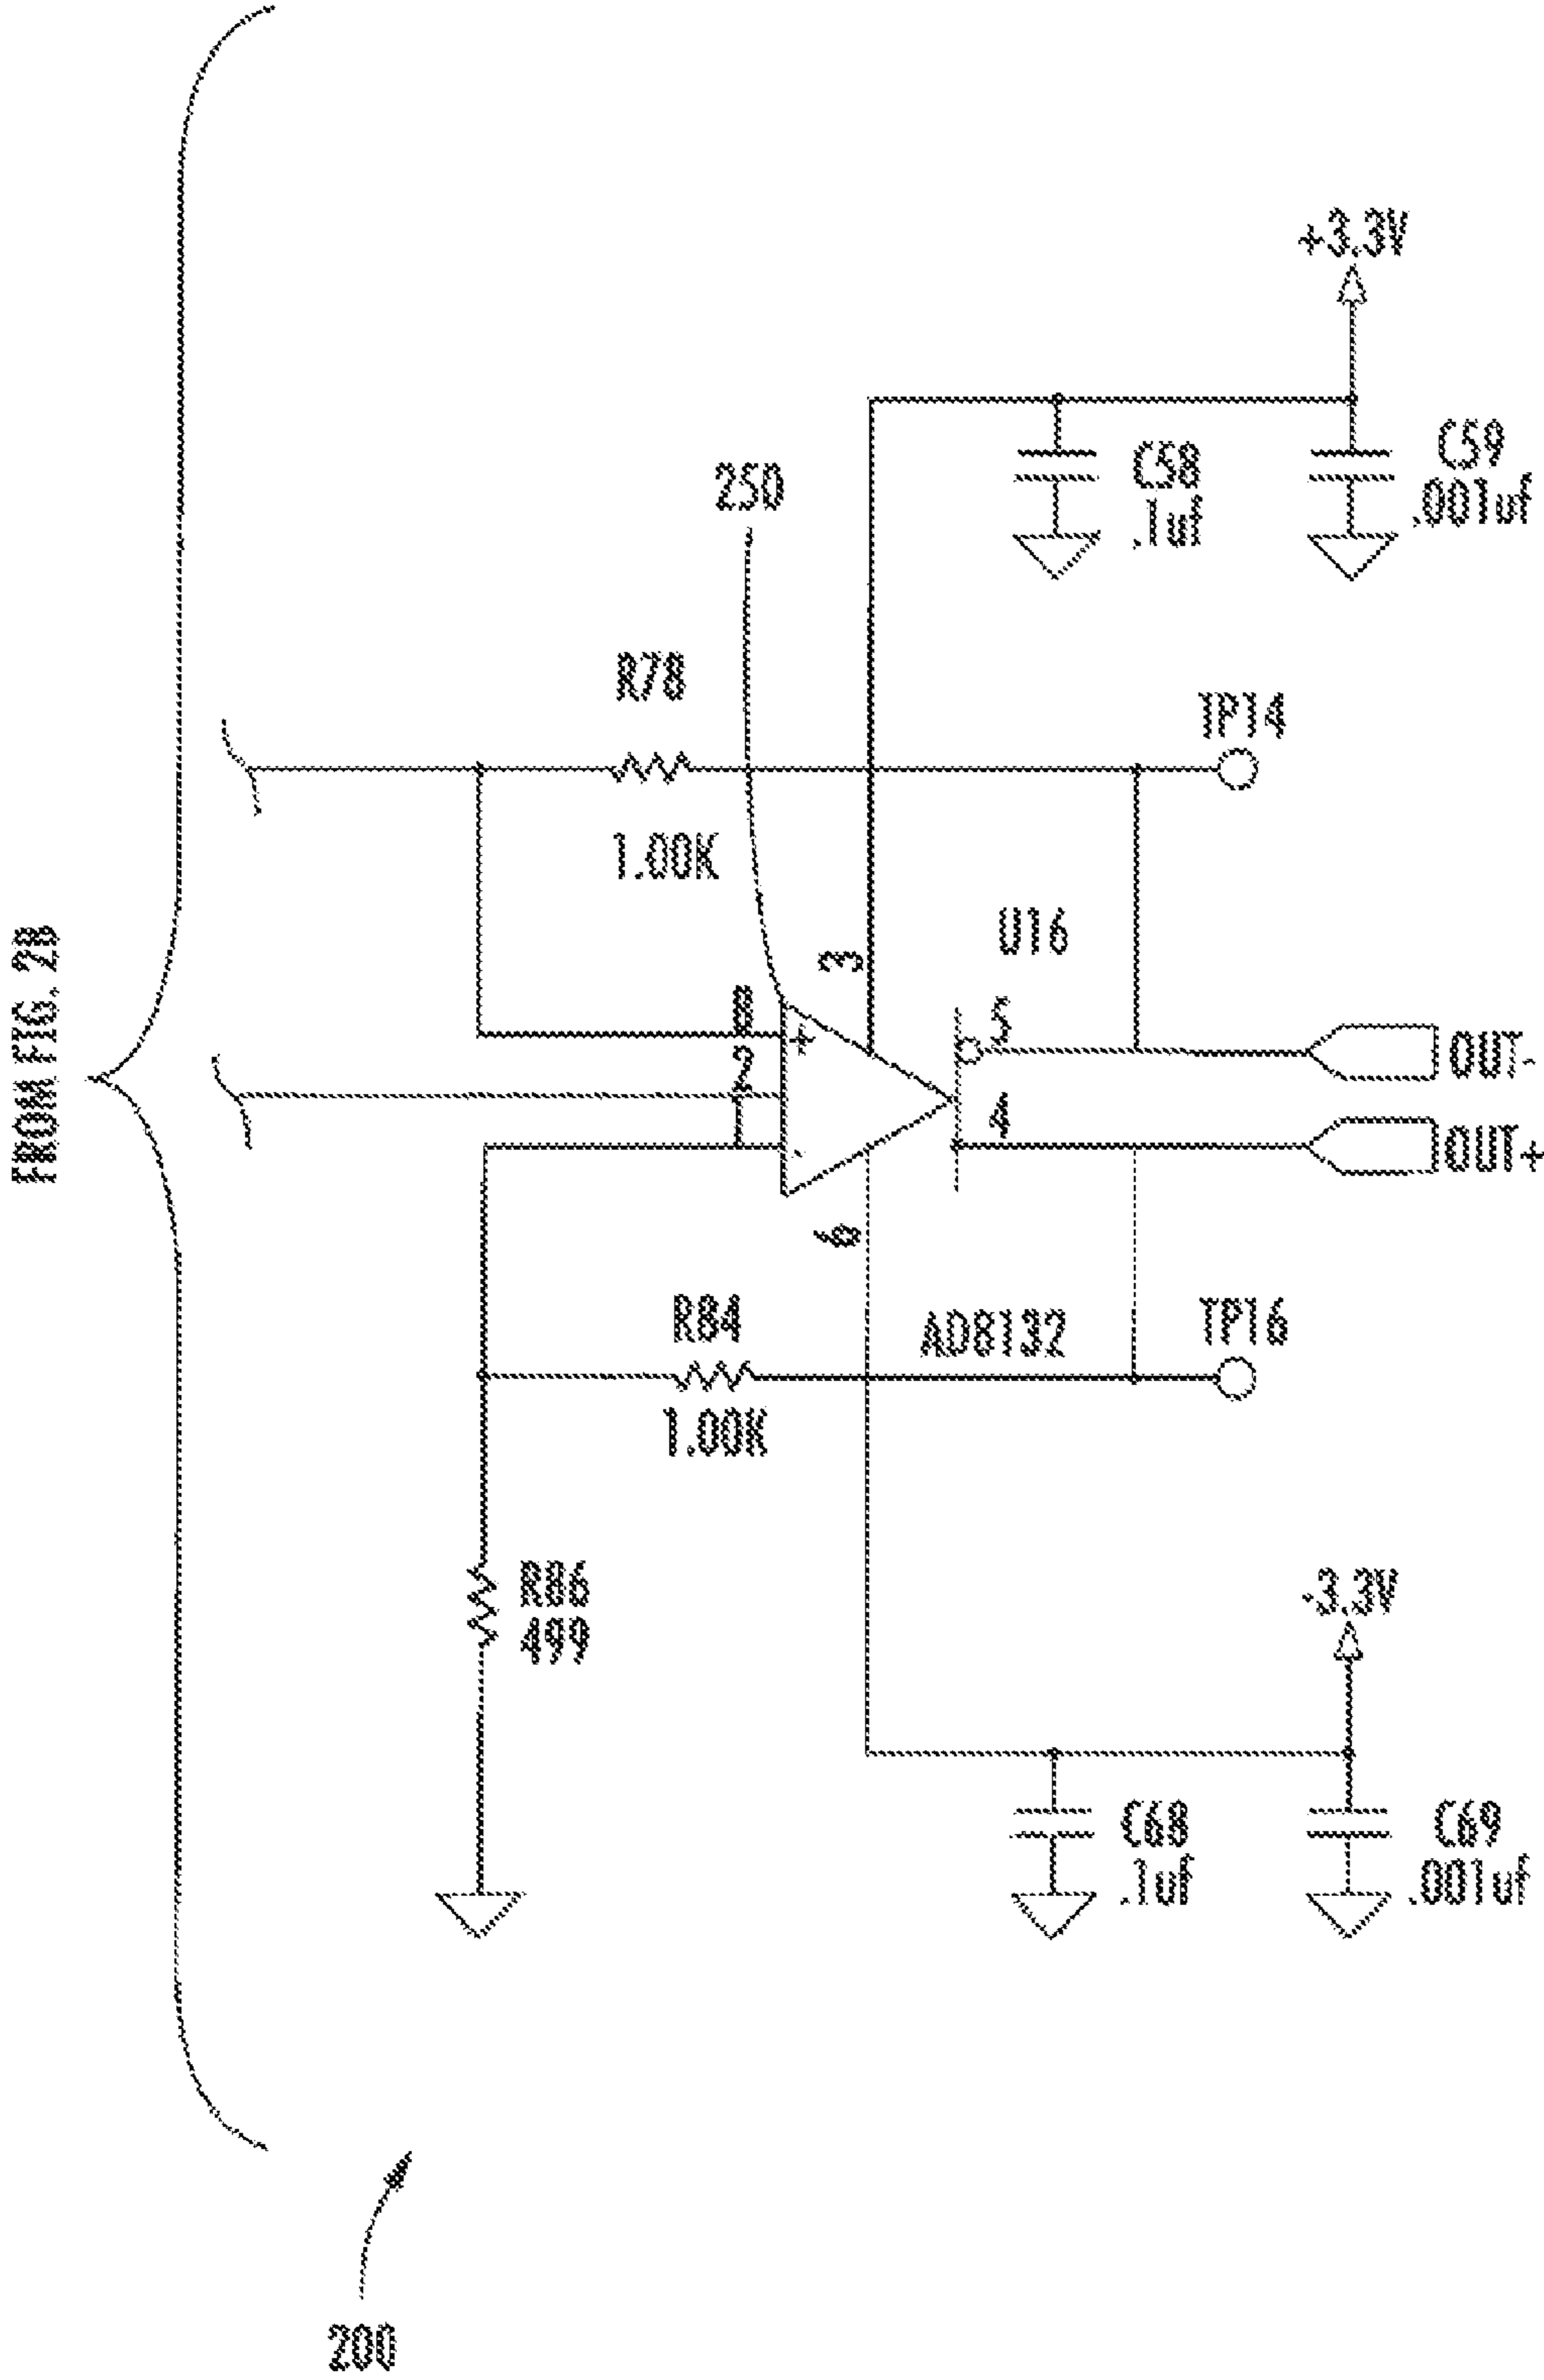 FROM FIG. 2B
+3.3V
C58
.1uf
C59
.001uf
250
R78
1.00K
TP14
3
U16
8
+
2
5
OUT-
1
-
4
OUT+
6
R84
1.00K
AD8132
TP16
R86
499
-3.3V
C68
.1uf
C69
.001uf
200